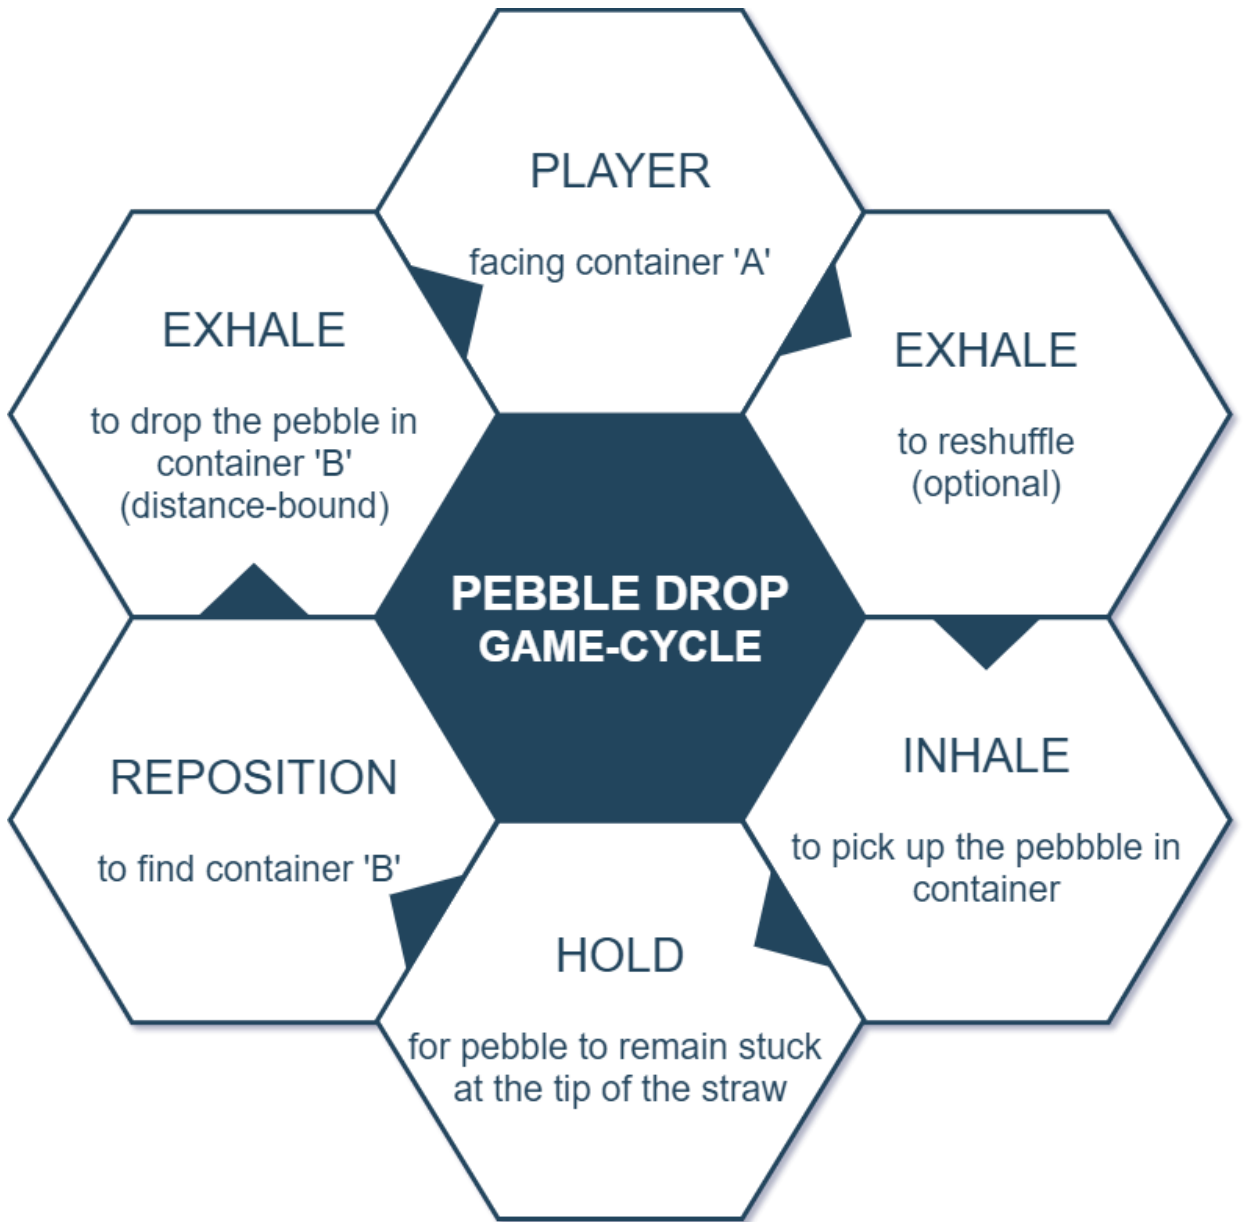 PLAYER
facing container 'A'
EXHALE
to reshuffle
(optional)
INHALE
to pick up the pebbble in
container
HOLD
for pebble to remain stuck
at the tip of the straw
REPOSITION
to find container 'B'
EXHALE
to drop the pebble in
container 'B'
(distance-bound)
PEBBLE DROP
GAME-CYCLE